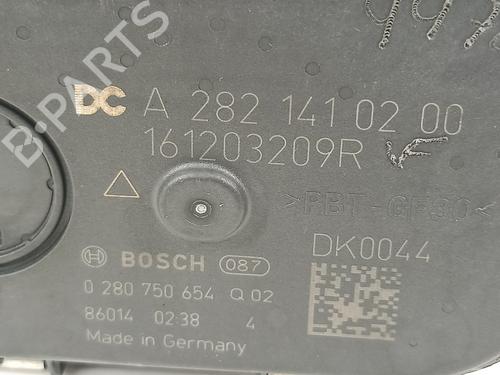 B-PARTS
DC A 282 141 02 00
161203209R
>PBT-GF30<
DK0044
BOSCH 087
0 280 750 654 Q 02
86014 02:38 4
Made in Germany